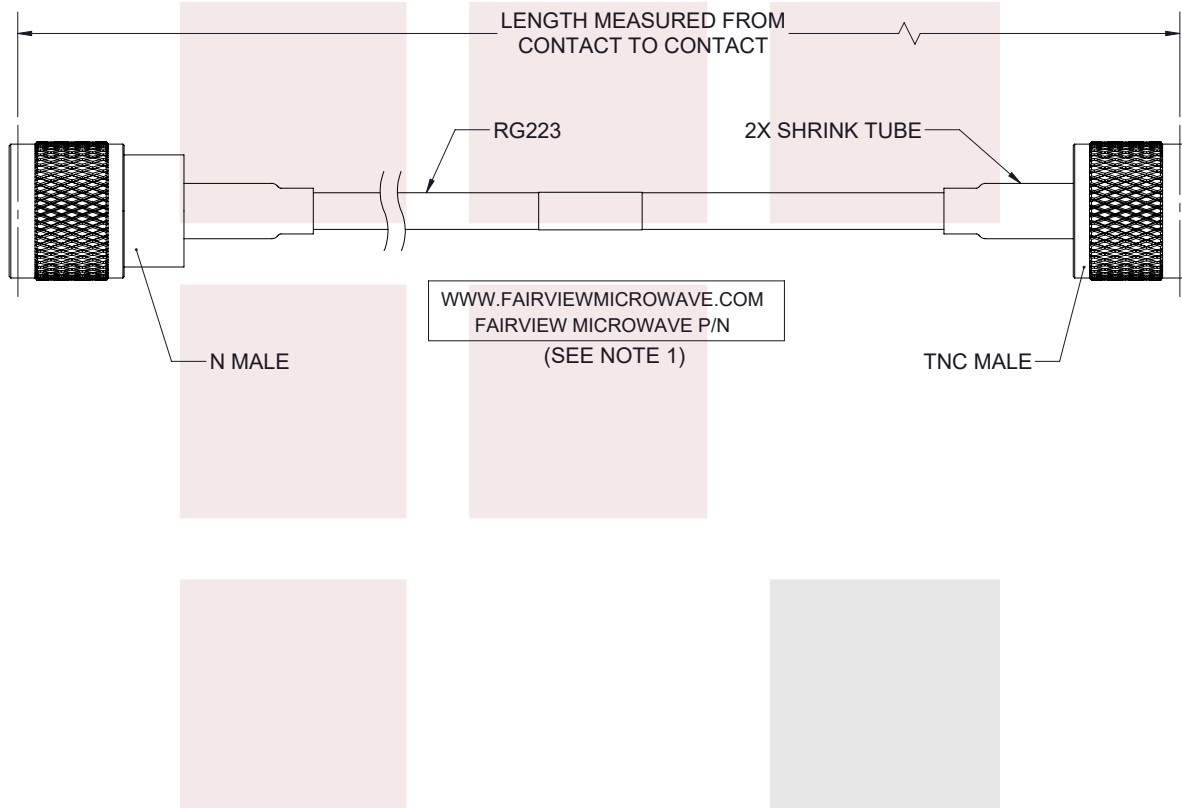 LENGTH MEASURED FROM
CONTACT TO CONTACT
RG223
2X SHRINK TUBE
WWW.FAIRVIEWMICROWAVE.COM
FAIRVIEW MICROWAVE P/N
(SEE NOTE 1)
N MALE
TNC MALE